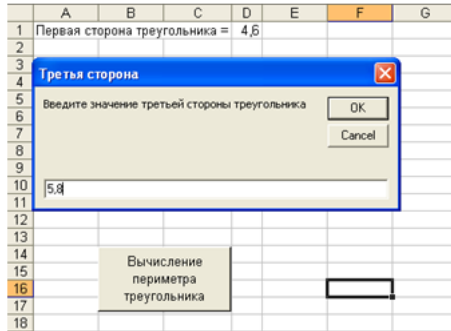 A B C D E F G
1 Первая сторона треугольника = 4,6
2
3
Третья сторона
4
5 Введите значение третьей стороны треугольника OK
6
7 Cancel
8
9
10 5,8
11
12
13
14 Вычисление
15 периметра
16 треугольника
17
18